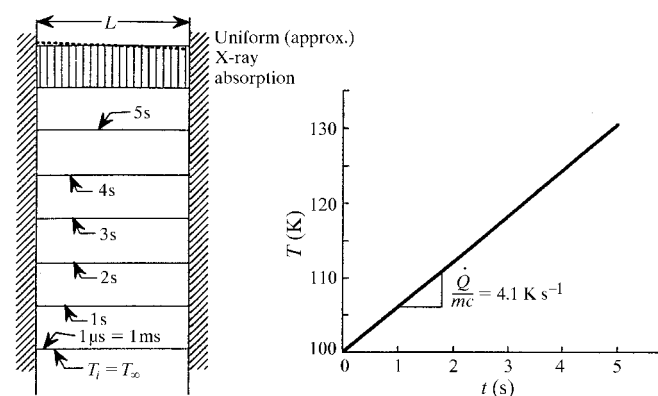 L
Uniform (approx.)
X-ray
absorption
5s
4s
3s
2s
1s
1μs = 1ms
T_i = T_∞
T (K)
130
120
110
100
Q̇/mc = 4.1 K s⁻¹
0 1 2 3 4 5
t (s)